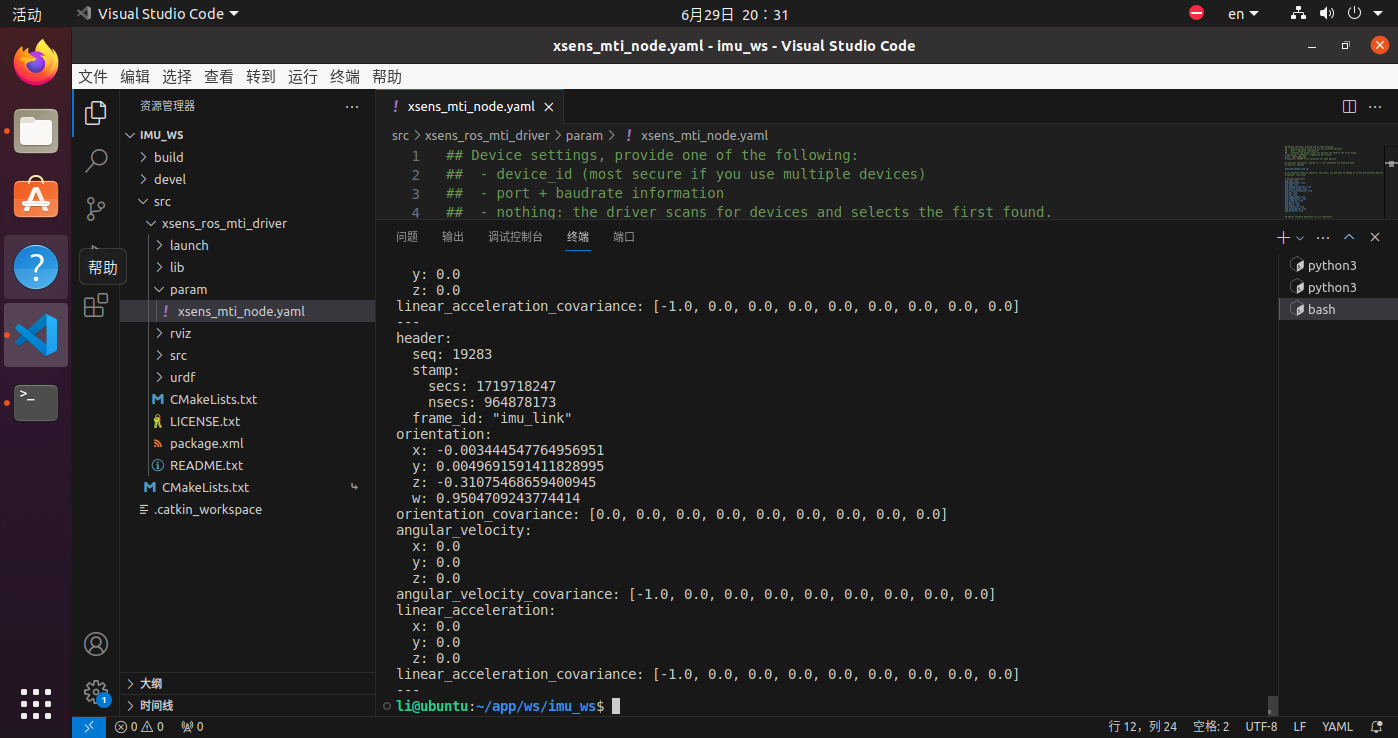 活动
Visual Studio Code
6月29日 20：31
en
xsens_mti_node.yaml - imu_ws - Visual Studio Code
文件 编辑 选择 查看 转到 运行 终端 帮助
资源管理器
IMU_WS
build
devel
src
xsens_ros_mti_driver
launch
lib
param
xsens_mti_node.yaml
rviz
src
urdf
CMakeLists.txt
LICENSE.txt
package.xml
README.txt
CMakeLists.txt
.catkin_workspace
大纲
时间线
帮助
xsens_mti_node.yaml
src > xsens_ros_mti_driver > param > ! xsens_mti_node.yaml
1 ## Device settings, provide one of the following:
2 ## - device_id (most secure if you use multiple devices)
3 ## - port + baudrate information
4 ## - nothing: the driver scans for devices and selects the first found.
问题 输出 调试控制台 终端 端口
y: 0.0
z: 0.0
linear_acceleration_covariance: [-1.0, 0.0, 0.0, 0.0, 0.0, 0.0, 0.0, 0.0, 0.0]
---
header:
seq: 19283
stamp:
secs: 1719718247
nsecs: 964878173
frame_id: "imu_link"
orientation:
x: -0.003444547764956951
y: 0.0049691591411828995
z: -0.31075468659400945
w: 0.9504709243774414
orientation_covariance: [0.0, 0.0, 0.0, 0.0, 0.0, 0.0, 0.0, 0.0, 0.0]
angular_velocity:
x: 0.0
y: 0.0
z: 0.0
angular_velocity_covariance: [-1.0, 0.0, 0.0, 0.0, 0.0, 0.0, 0.0, 0.0, 0.0]
linear_acceleration:
x: 0.0
y: 0.0
z: 0.0
linear_acceleration_covariance: [-1.0, 0.0, 0.0, 0.0, 0.0, 0.0, 0.0, 0.0, 0.0]
---
li@ubuntu:~/app/ws/imu_ws$
python3
python3
bash
1
0 0 0
行 12，列 24 空格: 2 UTF-8 LF YAML